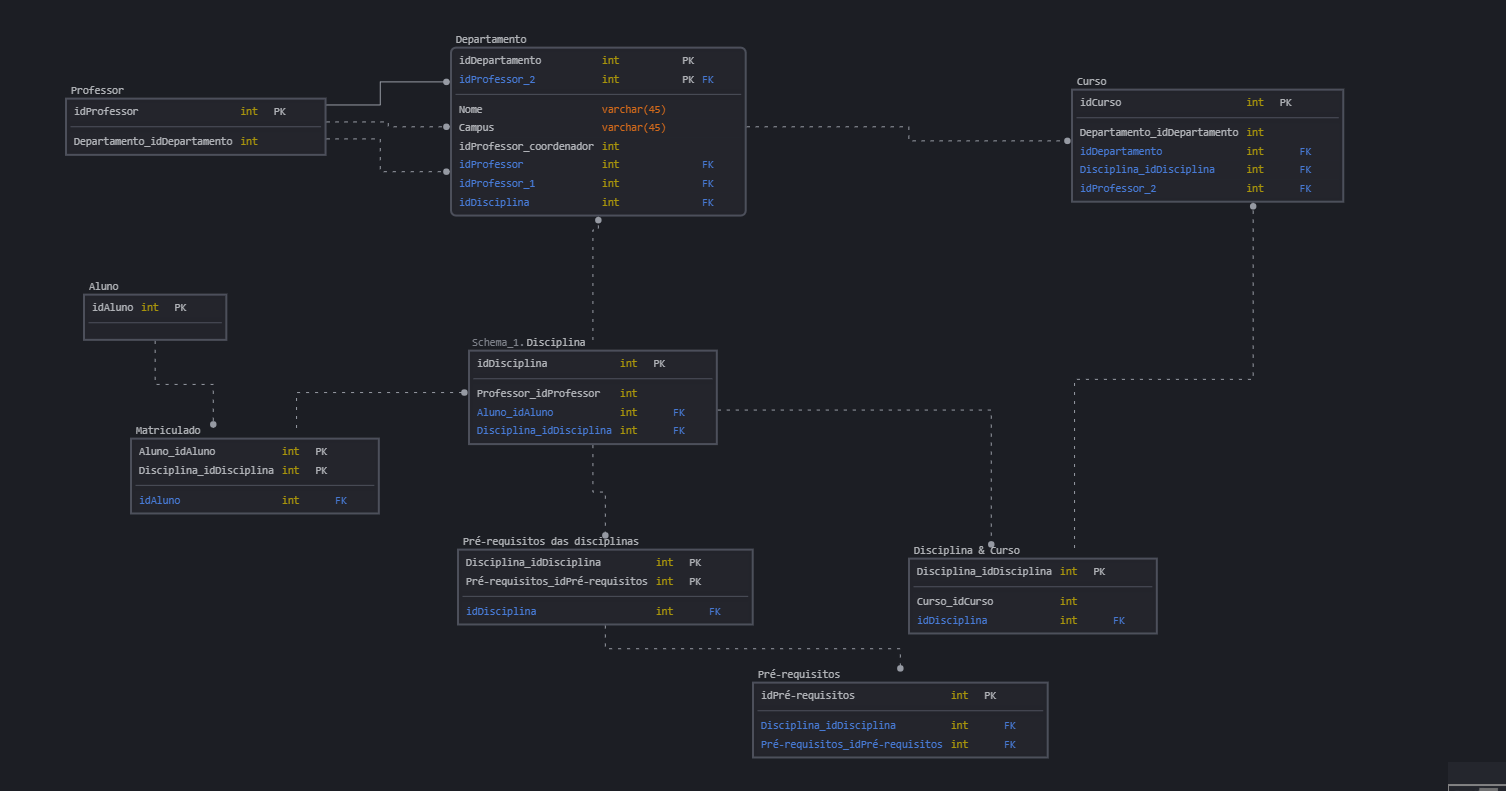 Departamento
idDepartamento int PK
idProfessor_2 int PK FK
Nome varchar(45)
Campus varchar(45)
idProfessor_coordenador int
idProfessor int FK
idProfessor_1 int FK
idDisciplina int FK
Professor
idProfessor int PK
Departamento_idDepartamento int
Curso
idCurso int PK
Departamento_idDepartamento int
idDepartamento int FK
Disciplina_idDisciplina int FK
idProfessor_2 int FK
Aluno
idAluno int PK
Schema_1.Disciplina
idDisciplina int PK
Professor_idProfessor int
Aluno_idAluno int FK
Disciplina_idDisciplina int FK
Matriculado
Aluno_idAluno int PK
Disciplina_idDisciplina int PK
idAluno int FK
Pré-requisitos das disciplinas
Disciplina_idDisciplina int PK
Pré-requisitos_idPré-requisitos int PK
idDisciplina int FK
Disciplina & Curso
Disciplina_idDisciplina int PK
Curso_idCurso int
idDisciplina int FK
Pré-requisitos
idPré-requisitos int PK
Disciplina_idDisciplina int FK
Pré-requisitos_idPré-requisitos int FK